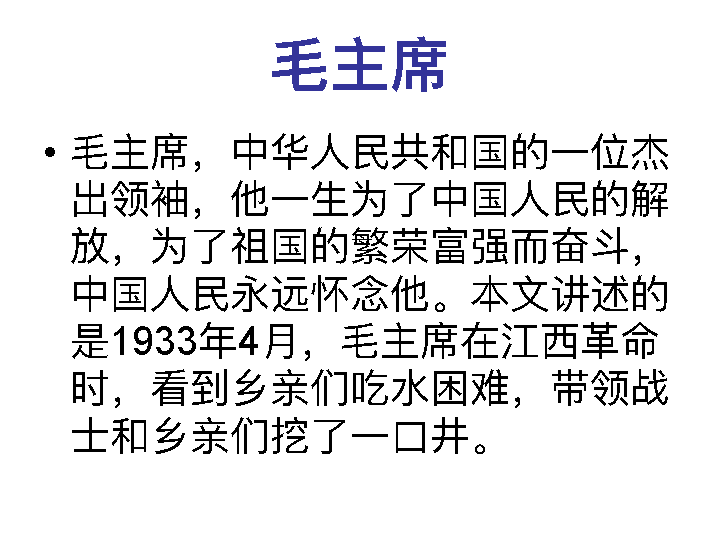 毛主席
• 毛主席，中华人民共和国的一位杰
出领袖，他一生为了中国人民的解
放，为了祖国的繁荣富强而奋斗，
中国人民永远怀念他。本文讲述的
是1933年4月，毛主席在江西革命
时，看到乡亲们吃水困难，带领战
士和乡亲们挖了一口井。